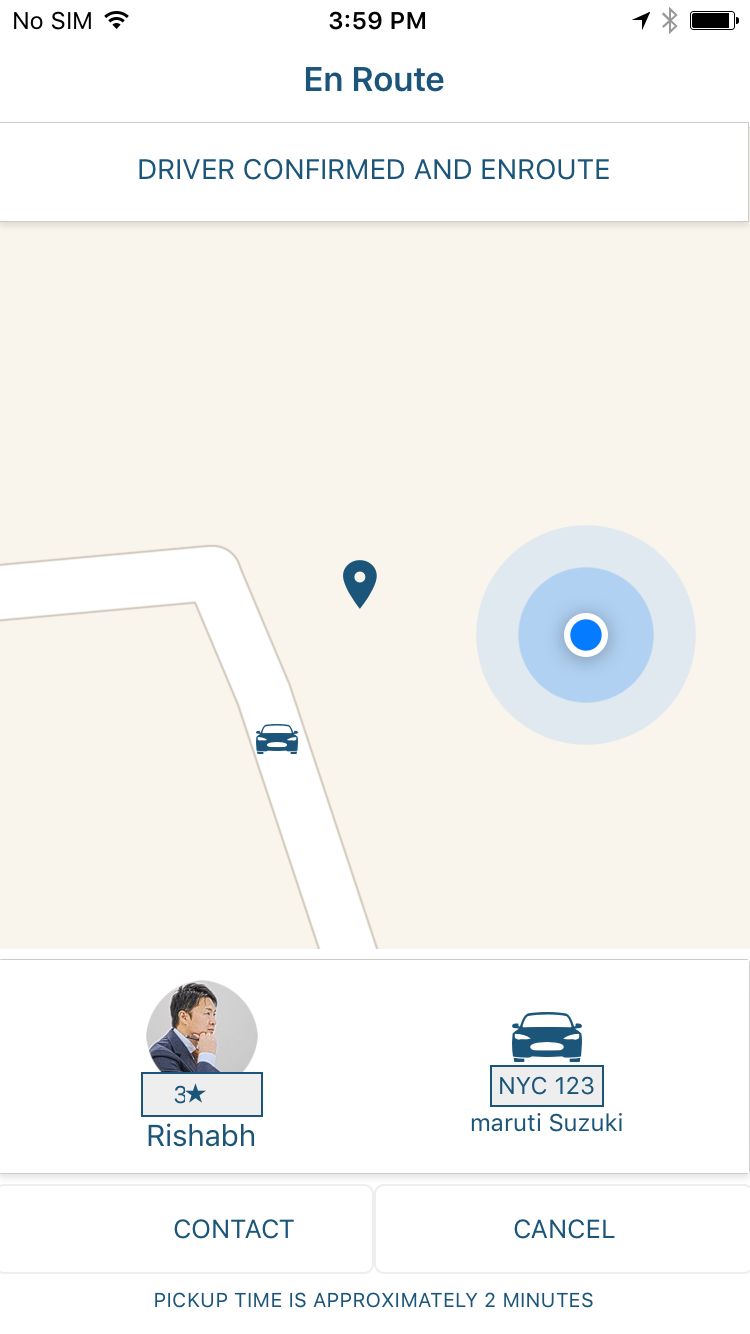 No SIM 3:59 PM
En Route
DRIVER CONFIRMED AND ENROUTE
3★
Rishabh
NYC 123
maruti Suzuki
CONTACT CANCEL
PICKUP TIME IS APPROXIMATELY 2 MINUTES